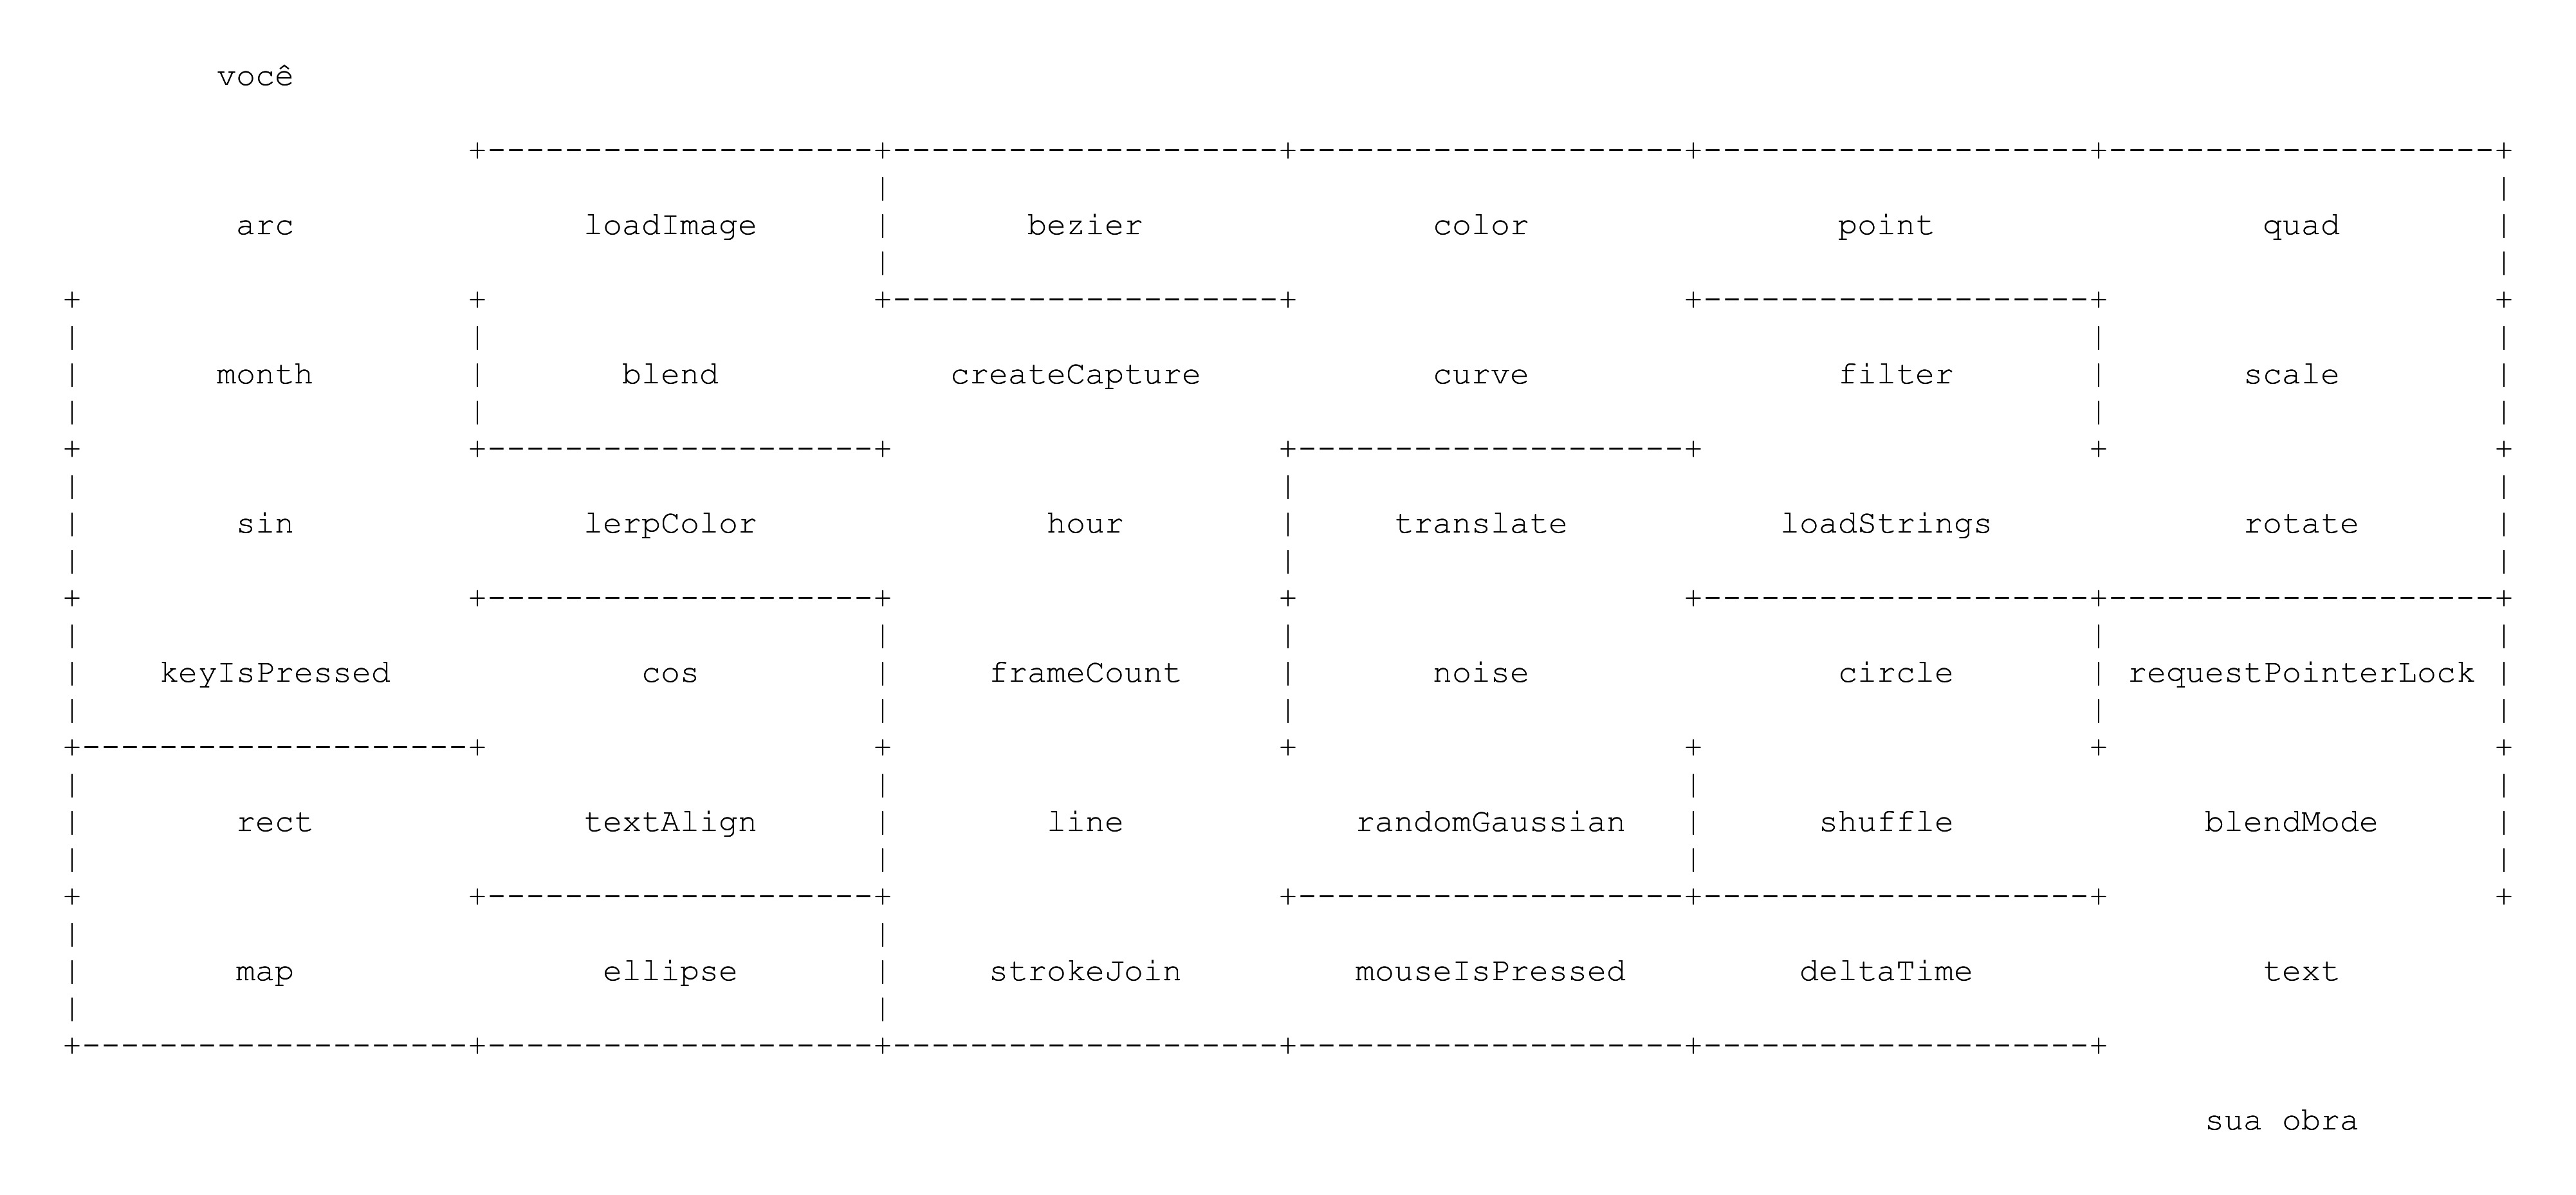 você
arc loadImage bezier color point quad
month blend createCapture curve filter scale
sin lerpColor hour translate loadStrings rotate
keyIsPressed cos frameCount noise circle requestPointerLock
rect textAlign line randomGaussian shuffle blendMode
map ellipse strokeJoin mouseIsPressed deltaTime text
sua obra